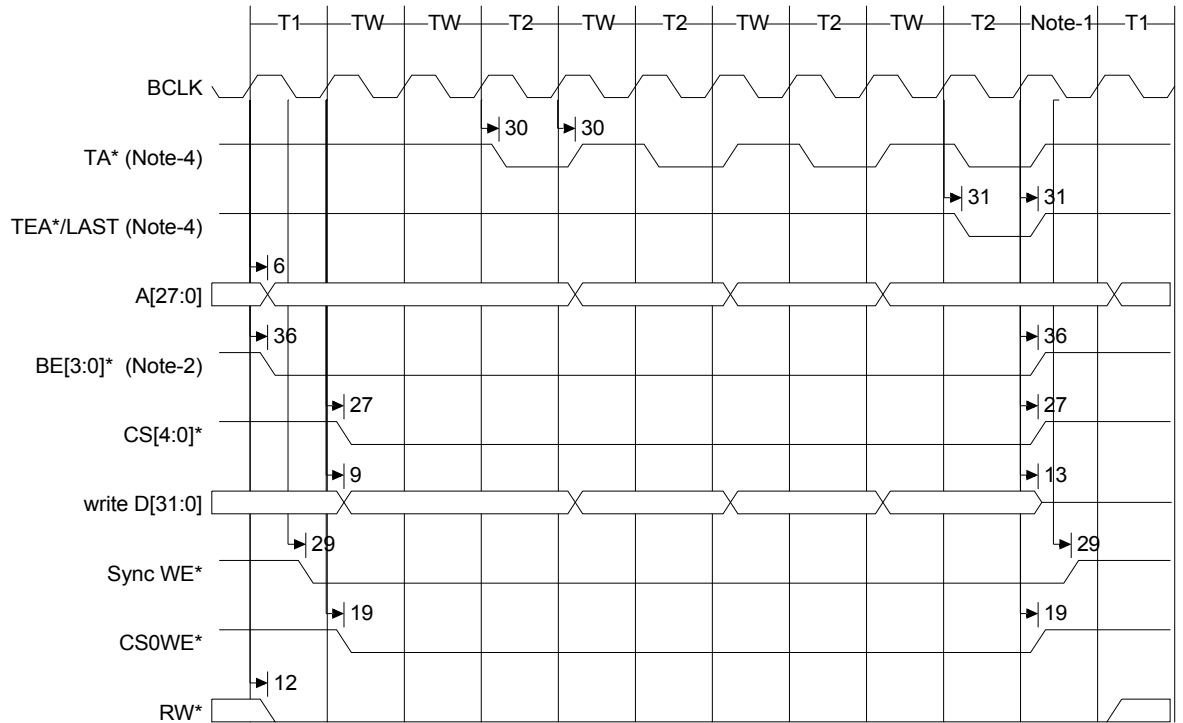 T1 TW TW T2 TW T2 TW T2 TW T2 Note-1 T1
BCLK
30 30
TA* (Note-4)
31 31
TEA*/LAST (Note-4)
6
A[27:0]
36 36
BE[3:0]* (Note-2)
27 27
CS[4:0]*
9 13
write D[31:0]
29 29
Sync WE*
19 19
CS0WE*
12
RW*